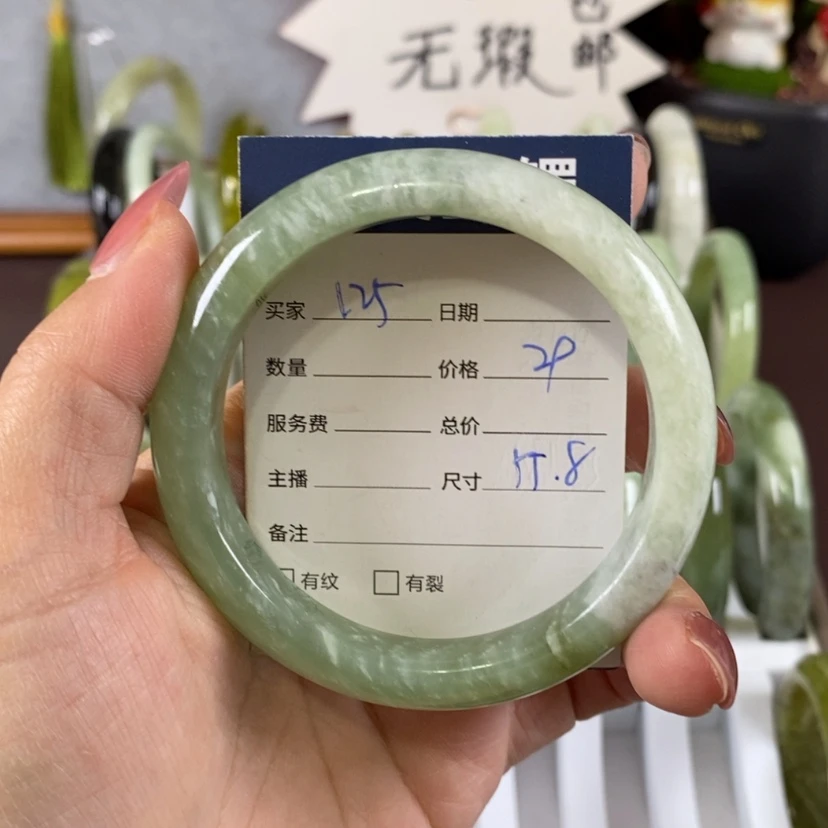 包邮
无瑕
买家 125 日期
数量 价格 29
服务费 总价
主播 尺寸 55.8
备注
有纹 有裂